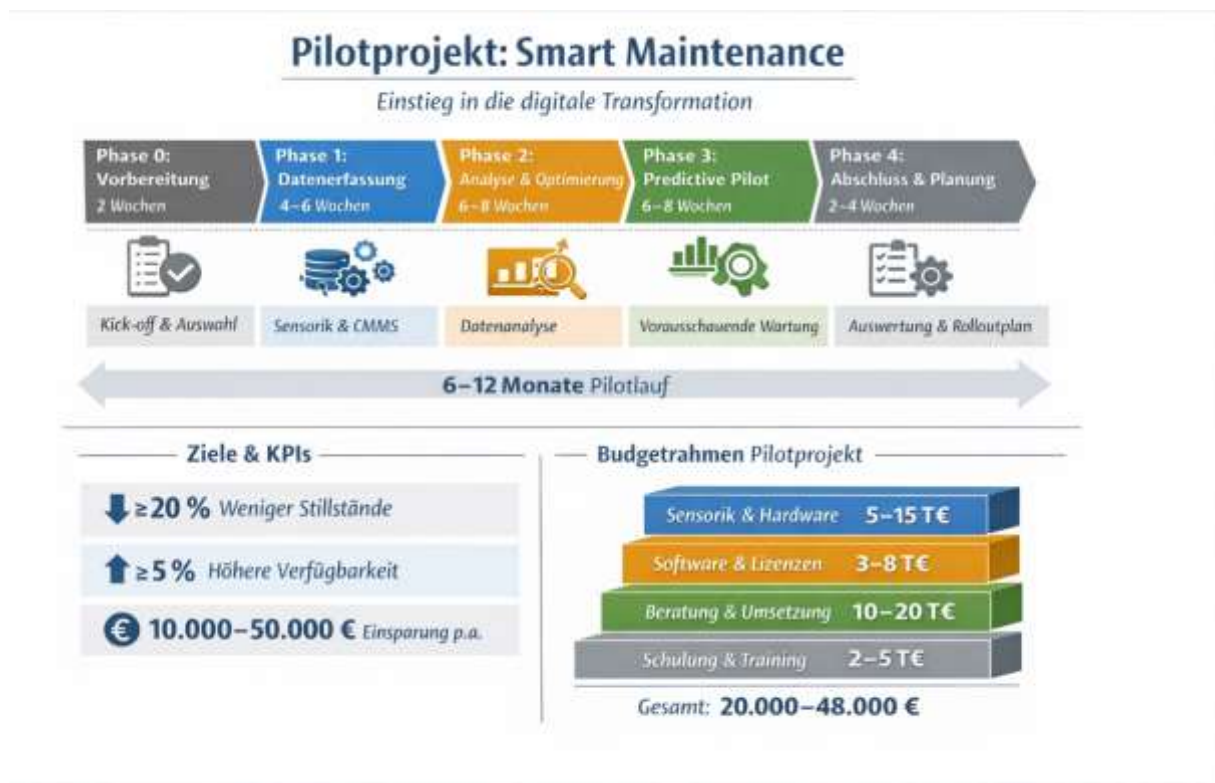 Pilotprojekt: Smart Maintenance
Einstieg in die digitale Transformation
Phase 0:
Vorbereitung
2 Wochen
Phase 1:
Datenerfassung
4–6 Wochen
Phase 2:
Analyse & Optimierung
6–8 Wochen
Phase 3:
Predictive Pilot
6–8 Wochen
Phase 4:
Abschluss & Planung
2–4 Wochen
Kick-off & Auswahl
Sensorik & CMMS
Datenanalyse
Vorausschauende Wartung
Auswertung & Rolloutplan
6–12 Monate Pilotlauf
Ziele & KPIs
≥20 % Weniger Stillstände
≥5 % Höhere Verfügbarkeit
€ 10.000–50.000 € Einsparung p.a.
Budgetrahmen Pilotprojekt
Sensorik & Hardware 5–15 T€
Software & Lizenzen 3–8 T€
Beratung & Umsetzung 10–20 T€
Schulung & Training 2–5 T€
Gesamt: 20.000–48.000 €